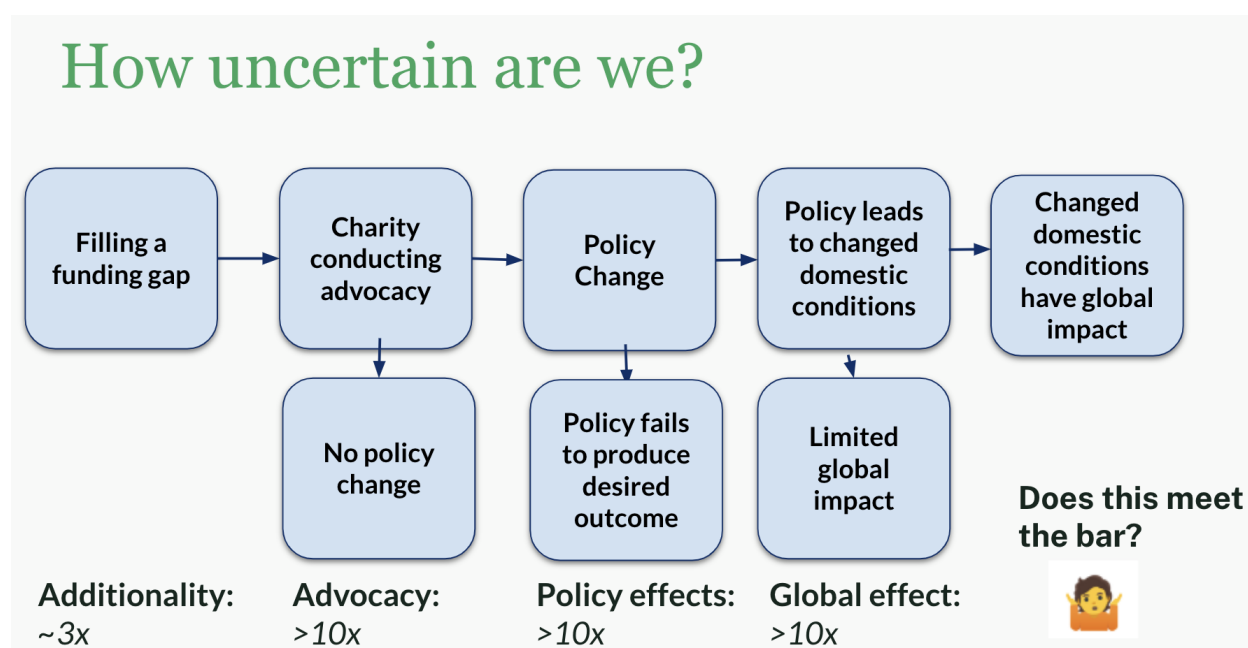 How uncertain are we?
Filling a
funding gap
Charity
conducting
advocacy
Policy
Change
Policy leads
to changed
domestic
conditions
Changed
domestic
conditions
have global
impact
No policy
change
Policy fails
to produce
desired
outcome
Limited
global
impact
Does this meet
the bar?
Additionality:
~3x
Advocacy:
>10x
Policy effects:
>10x
Global effect:
>10x